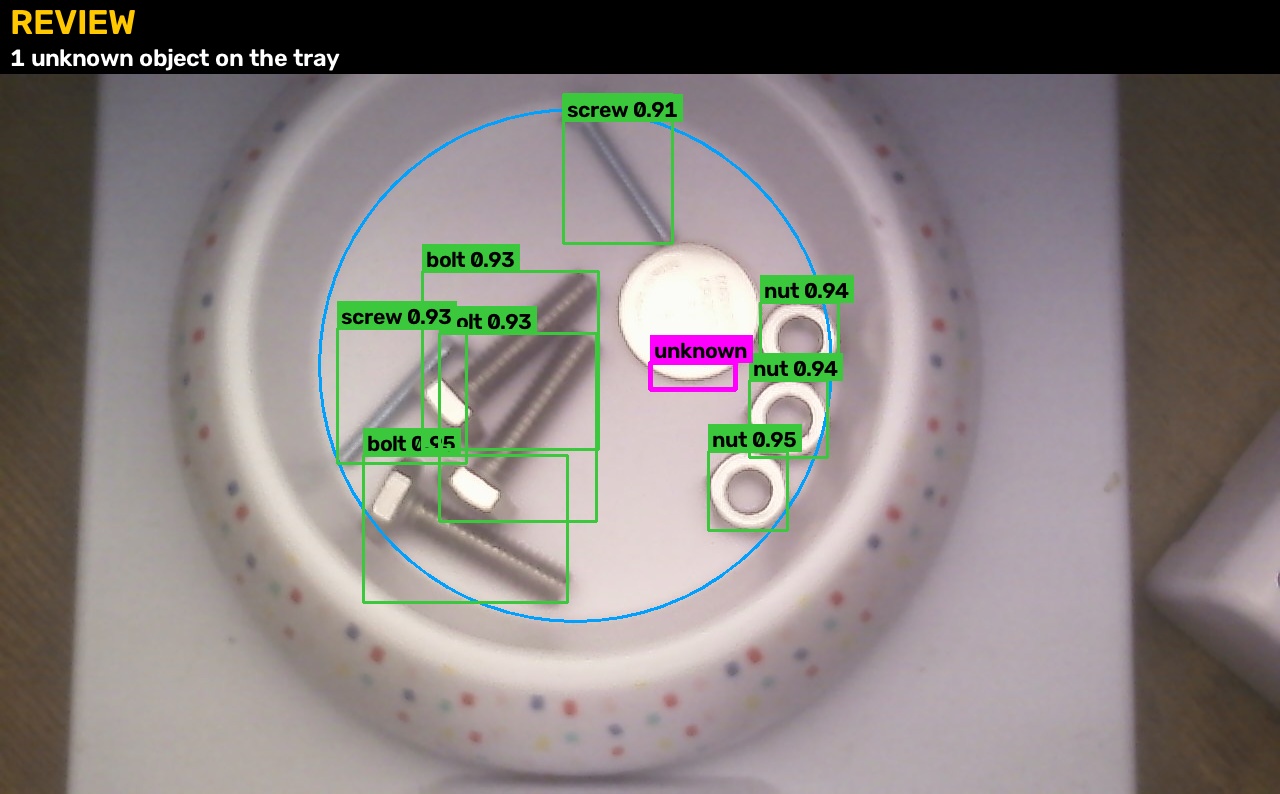 REVIEW
1 unknown object on the tray
screw 0.91
bolt 0.93
nut 0.94
screw 0.93
olt 0.93
unknown
nut 0.94
bolt 0.95
nut 0.95